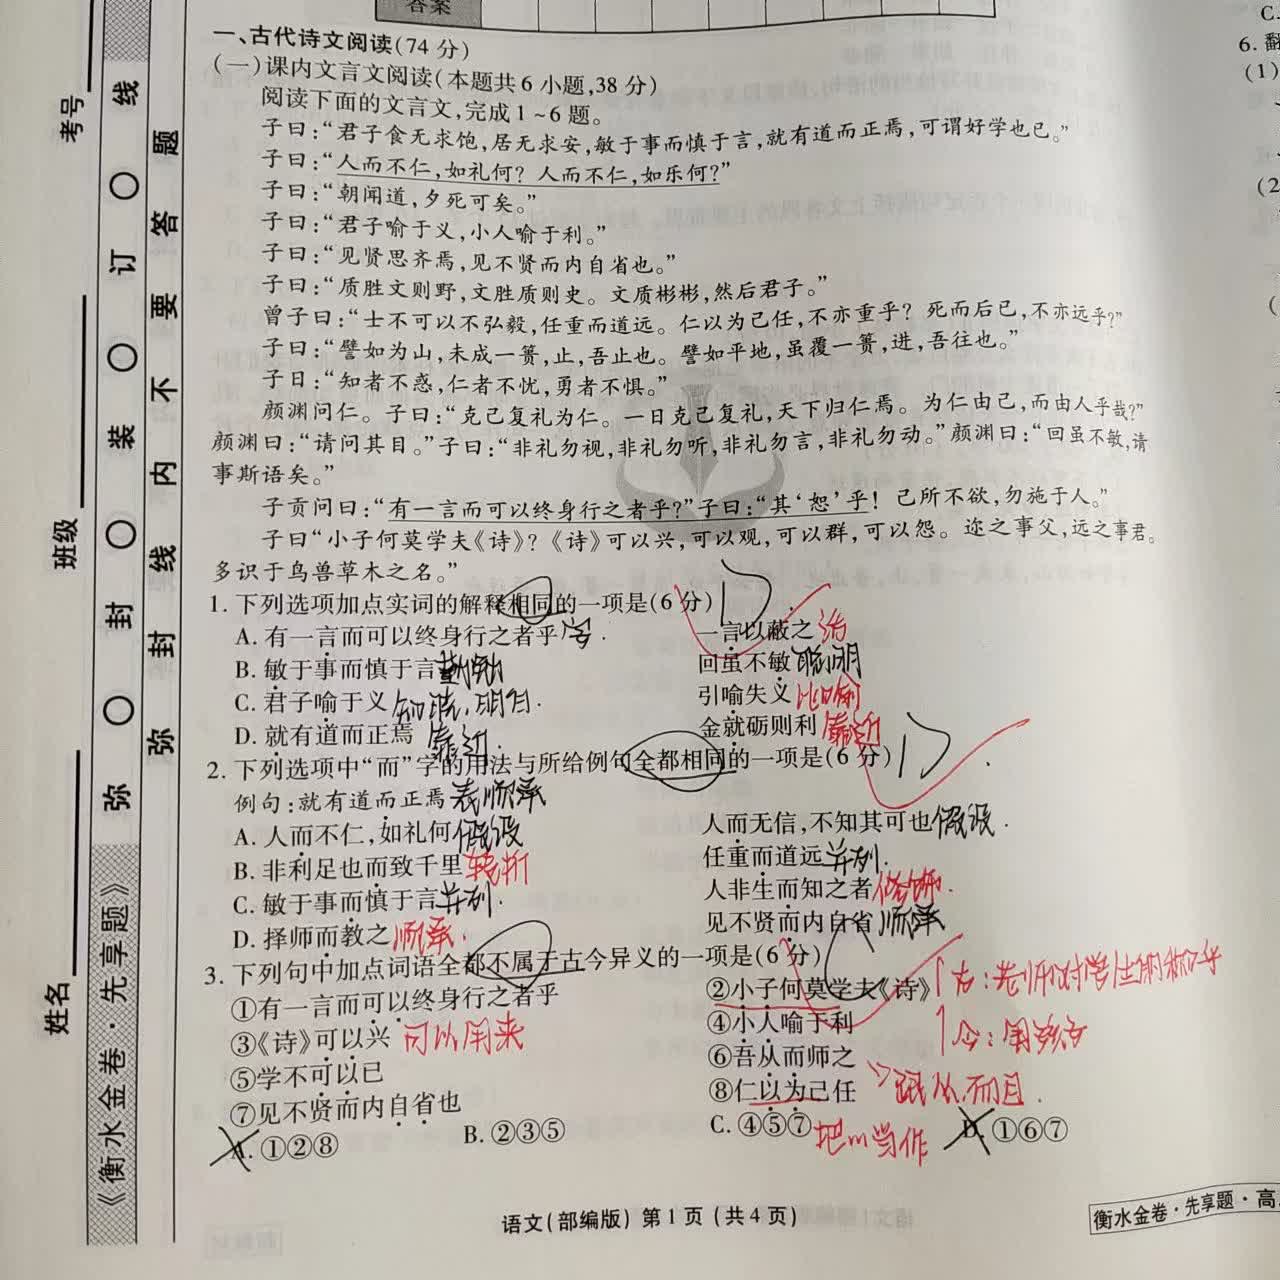 答案
一、古代诗文阅读(74分)
(一)课内文言文阅读(本题共6小题,38分)
阅读下面的文言文,完成1~6题。
子曰:“君子食无求饱,居无求安,敏于事而慎于言,就有道而正焉,可谓好学也已。”
子曰:“人而不仁,如礼何?人而不仁,如乐何?”
子曰:“朝闻道,夕死可矣。”
子曰:“君子喻于义,小人喻于利。”
子曰:“见贤思齐焉,见不贤而内自省也。”
子曰:“质胜文则野,文胜质则史。文质彬彬,然后君子。”
曾子曰:“士不可以不弘毅,任重而道远。仁以为己任,不亦重乎?死而后已,不亦远乎?”
子曰:“譬如为山,未成一篑,止,吾止也。譬如平地,虽覆一篑,进,吾往也。”
子曰:“知者不惑,仁者不忧,勇者不惧。”
颜渊问仁。子曰:“克己复礼为仁。一日克己复礼,天下归仁焉。为仁由己,而由人乎哉?”
颜渊曰:“请问其目。”子曰:“非礼勿视,非礼勿听,非礼勿言,非礼勿动。”颜渊曰:“回虽不敏,请
事斯语矣。”
子贡问曰:“有一言而可以终身行之者乎?”子曰:“其‘恕’乎!己所不欲,勿施于人。”
子曰“小子何莫学夫《诗》?《诗》可以兴,可以观,可以群,可以怨。迩之事父,远之事君。
多识于鸟兽草木之名。”
1. 下列选项加点实词的解释相同的一项是(6分) D
A. 有一言而可以终身行之者乎 字 一言以蔽之
B. 敏于事而慎于言 勤勉 回虽不敏 聪明
C. 君子喻于义 知晓,明白 引喻失义 比喻
D. 就有道而正焉 靠近 金就砺则利 靠近
2. 下列选项中“而”字的用法与所给例句全都相同的一项是(6分) D
例句:就有道而正焉 表顺承
A. 人而不仁,如礼何 假设 人而无信,不知其可也 假设
B. 非利足也而致千里 转折 任重而道远 并列
C. 敏于事而慎于言 并列 人非生而知之者 修饰
D. 择师而教之 顺承 见不贤而内自省 顺承
3. 下列句中加点词语全都不属于古今异义的一项是(6分) C
①有一言而可以终身行之者乎 ②小子何莫学夫《诗》 古:老师对学生的称呼
③《诗》可以兴 可以用来 ④小人喻于利 今:
⑤学不可以已 ⑥吾从而师之
⑦见不贤而内自省也 ⑧仁以为己任 跟从,而且
A. ①②⑧ B. ②③⑤ C. ④⑤⑦ 把…当作 D. ①⑥⑦
语文(部编版) 第1页(共4页)
衡水金卷·先享题·高
6. 翻
(1)
(2
C.
考号
班级
姓名
弥 封 装 订 线
弥封线内不要答题
《衡水金卷·先享题》